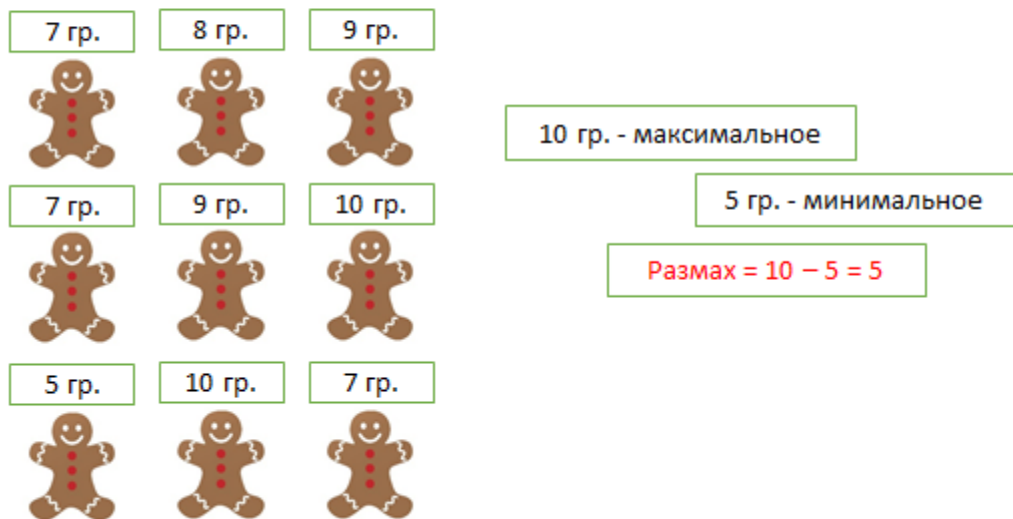 7 гр.
8 гр.
9 гр.
7 гр.
9 гр.
10 гр.
5 гр.
10 гр.
7 гр.
10 гр. - максимальное
5 гр. - минимальное
Размах = 10 – 5 = 5